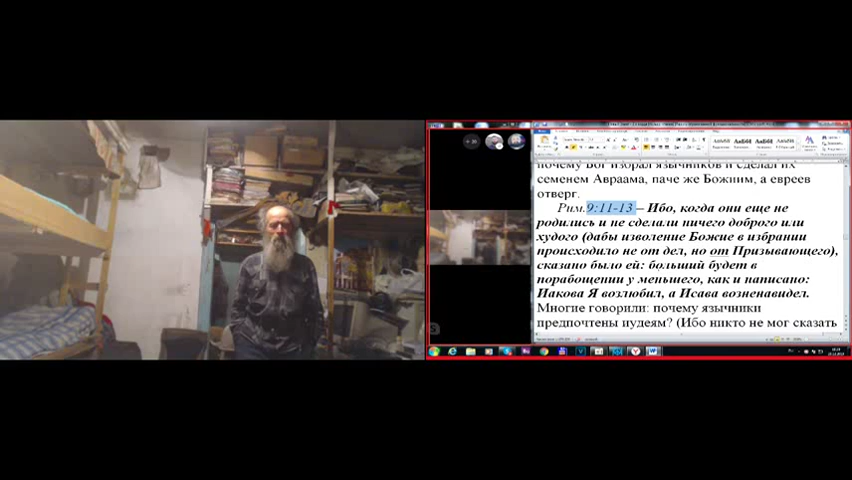 почему Бог избрал язычников и сделал их
семенем Авраама, паче же Божиим, а евреев
отверг.
Рим.9:11-13 – Ибо, когда они еще не
родились и не сделали ничего доброго или
худого (дабы изволение Божие в избрании
происходило не от дел, но от Призывающего),
сказано было ей: больший будет в
порабощении у меньшего, как и написано:
Иакова Я возлюбил, а Исава возненавидел.
Многие говорили: почему язычники
предпочтены иудеям? (Ибо никто не мог сказать